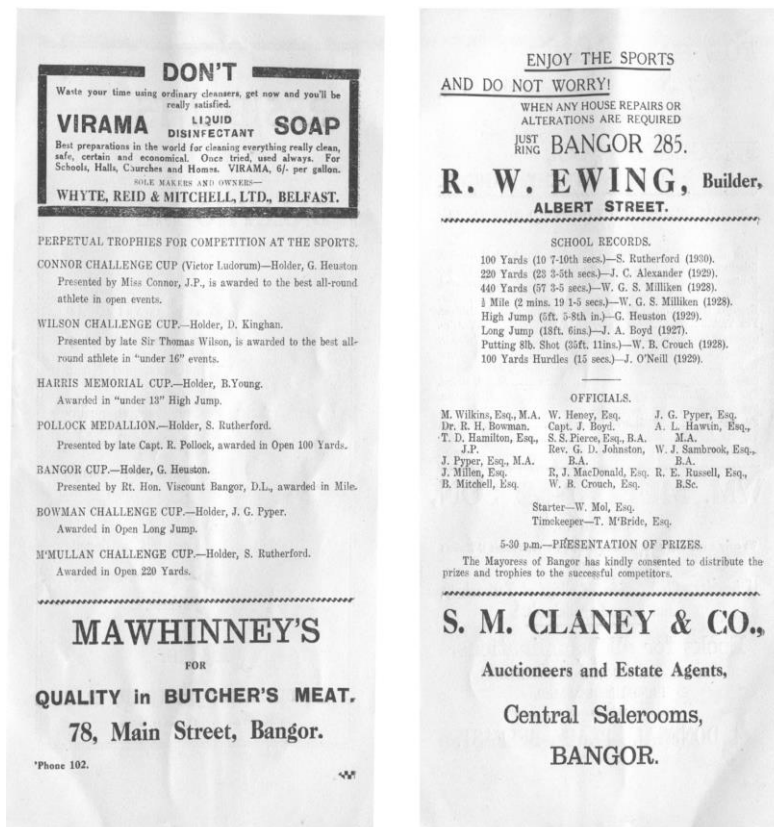 DON'T
Waste your time using ordinary cleansers, get now and you'll be
really satisfied.
VIRAMA LIQUID DISINFECTANT SOAP
Best preparations in the world for cleaning everything really clean,
safe, certain and economical. Once tried, used always. For
Schools, Halls, Churches and Homes. VIRAMA, 6/- per gallon.
SOLE MAKERS AND OWNERS—
WHYTE, REID & MITCHELL, LTD., BELFAST.
PERPETUAL TROPHIES FOR COMPETITION AT THE SPORTS.
CONNOR CHALLENGE CUP (Victor Ludorum)—Holder, G. Heuston
Presented by Miss Connor, J.P., is awarded to the best all-round
athlete in open events.
WILSON CHALLENGE CUP.—Holder, D. Kinghan.
Presented by late Sir Thomas Wilson, is awarded to the best all-
round athlete in "under 16" events.
HARRIS MEMORIAL CUP.—Holder, B.Young.
Awarded in "under 13" High Jump.
POLLOCK MEDALLION.—Holder, S. Rutherford.
Presented by late Capt. R. Pollock, awarded in Open 100 Yards.
BANGOR CUP.—Holder, G. Heuston.
Presented by Rt. Hon. Viscount Bangor, D.L., awarded in Mile.
BOWMAN CHALLENGE CUP.—Holder, J. G. Pyper.
Awarded in Open Long Jump.
M'MULLAN CHALLENGE CUP.—Holder, S. Rutherford.
Awarded in Open 220 Yards.
MAWHINNEY'S
FOR
QUALITY in BUTCHER'S MEAT.
78, Main Street, Bangor.
'Phone 102.
ENJOY THE SPORTS
AND DO NOT WORRY!
WHEN ANY HOUSE REPAIRS OR
ALTERATIONS ARE REQUIRED
JUST RING BANGOR 285.
R. W. EWING, Builder,
ALBERT STREET.
SCHOOL RECORDS.
100 Yards (10 7-10th secs.)—S. Rutherford (1930).
220 Yards (23 3-5th secs.)—J. C. Alexander (1929).
440 Yards (57 3-5 secs.)—W. G. S. Milliken (1928).
½ Mile (2 mins. 19 1-5 secs.)—W. G. S. Milliken (1928).
High Jump (5ft. 5-8th in.)—G. Heuston (1929).
Long Jump (18ft. 6ins.)—J. A. Boyd (1927).
Putting 8lb. Shot (35ft. 11ins.)—W. B. Crouch (1928).
100 Yards Hurdles (15 secs.)—J. O'Neill (1929).
OFFICIALS.
M. Wilkins, Esq., M.A. W. Heney, Esq. J. G. Pyper, Esq.
Dr. R. H. Bowman. Capt. J. Boyd. A. L. Hawtin, Esq.,
T. D. Hamilton, Esq., S. S. Pierce, Esq., B.A. M.A.
J.P. Rev. G. D. Johnston, W. J. Sambrook, Esq.,
J. Pyper, Esq., M.A. B.A. B.A.
J. Millen, Esq. R. J. MacDonald, Esq. R. E. Russell, Esq.,
B. Mitchell, Esq. W. B. Crouch, Esq. B.Sc.
Starter—W. Mol, Esq.
Timekeeper—T. M'Bride, Esq.
5-30 p.m.—PRESENTATION OF PRIZES.
The Mayoress of Bangor has kindly consented to distribute the
prizes and trophies to the successful competitors.
S. M. CLANEY & CO.,
Auctioneers and Estate Agents,
Central Salerooms,
BANGOR.